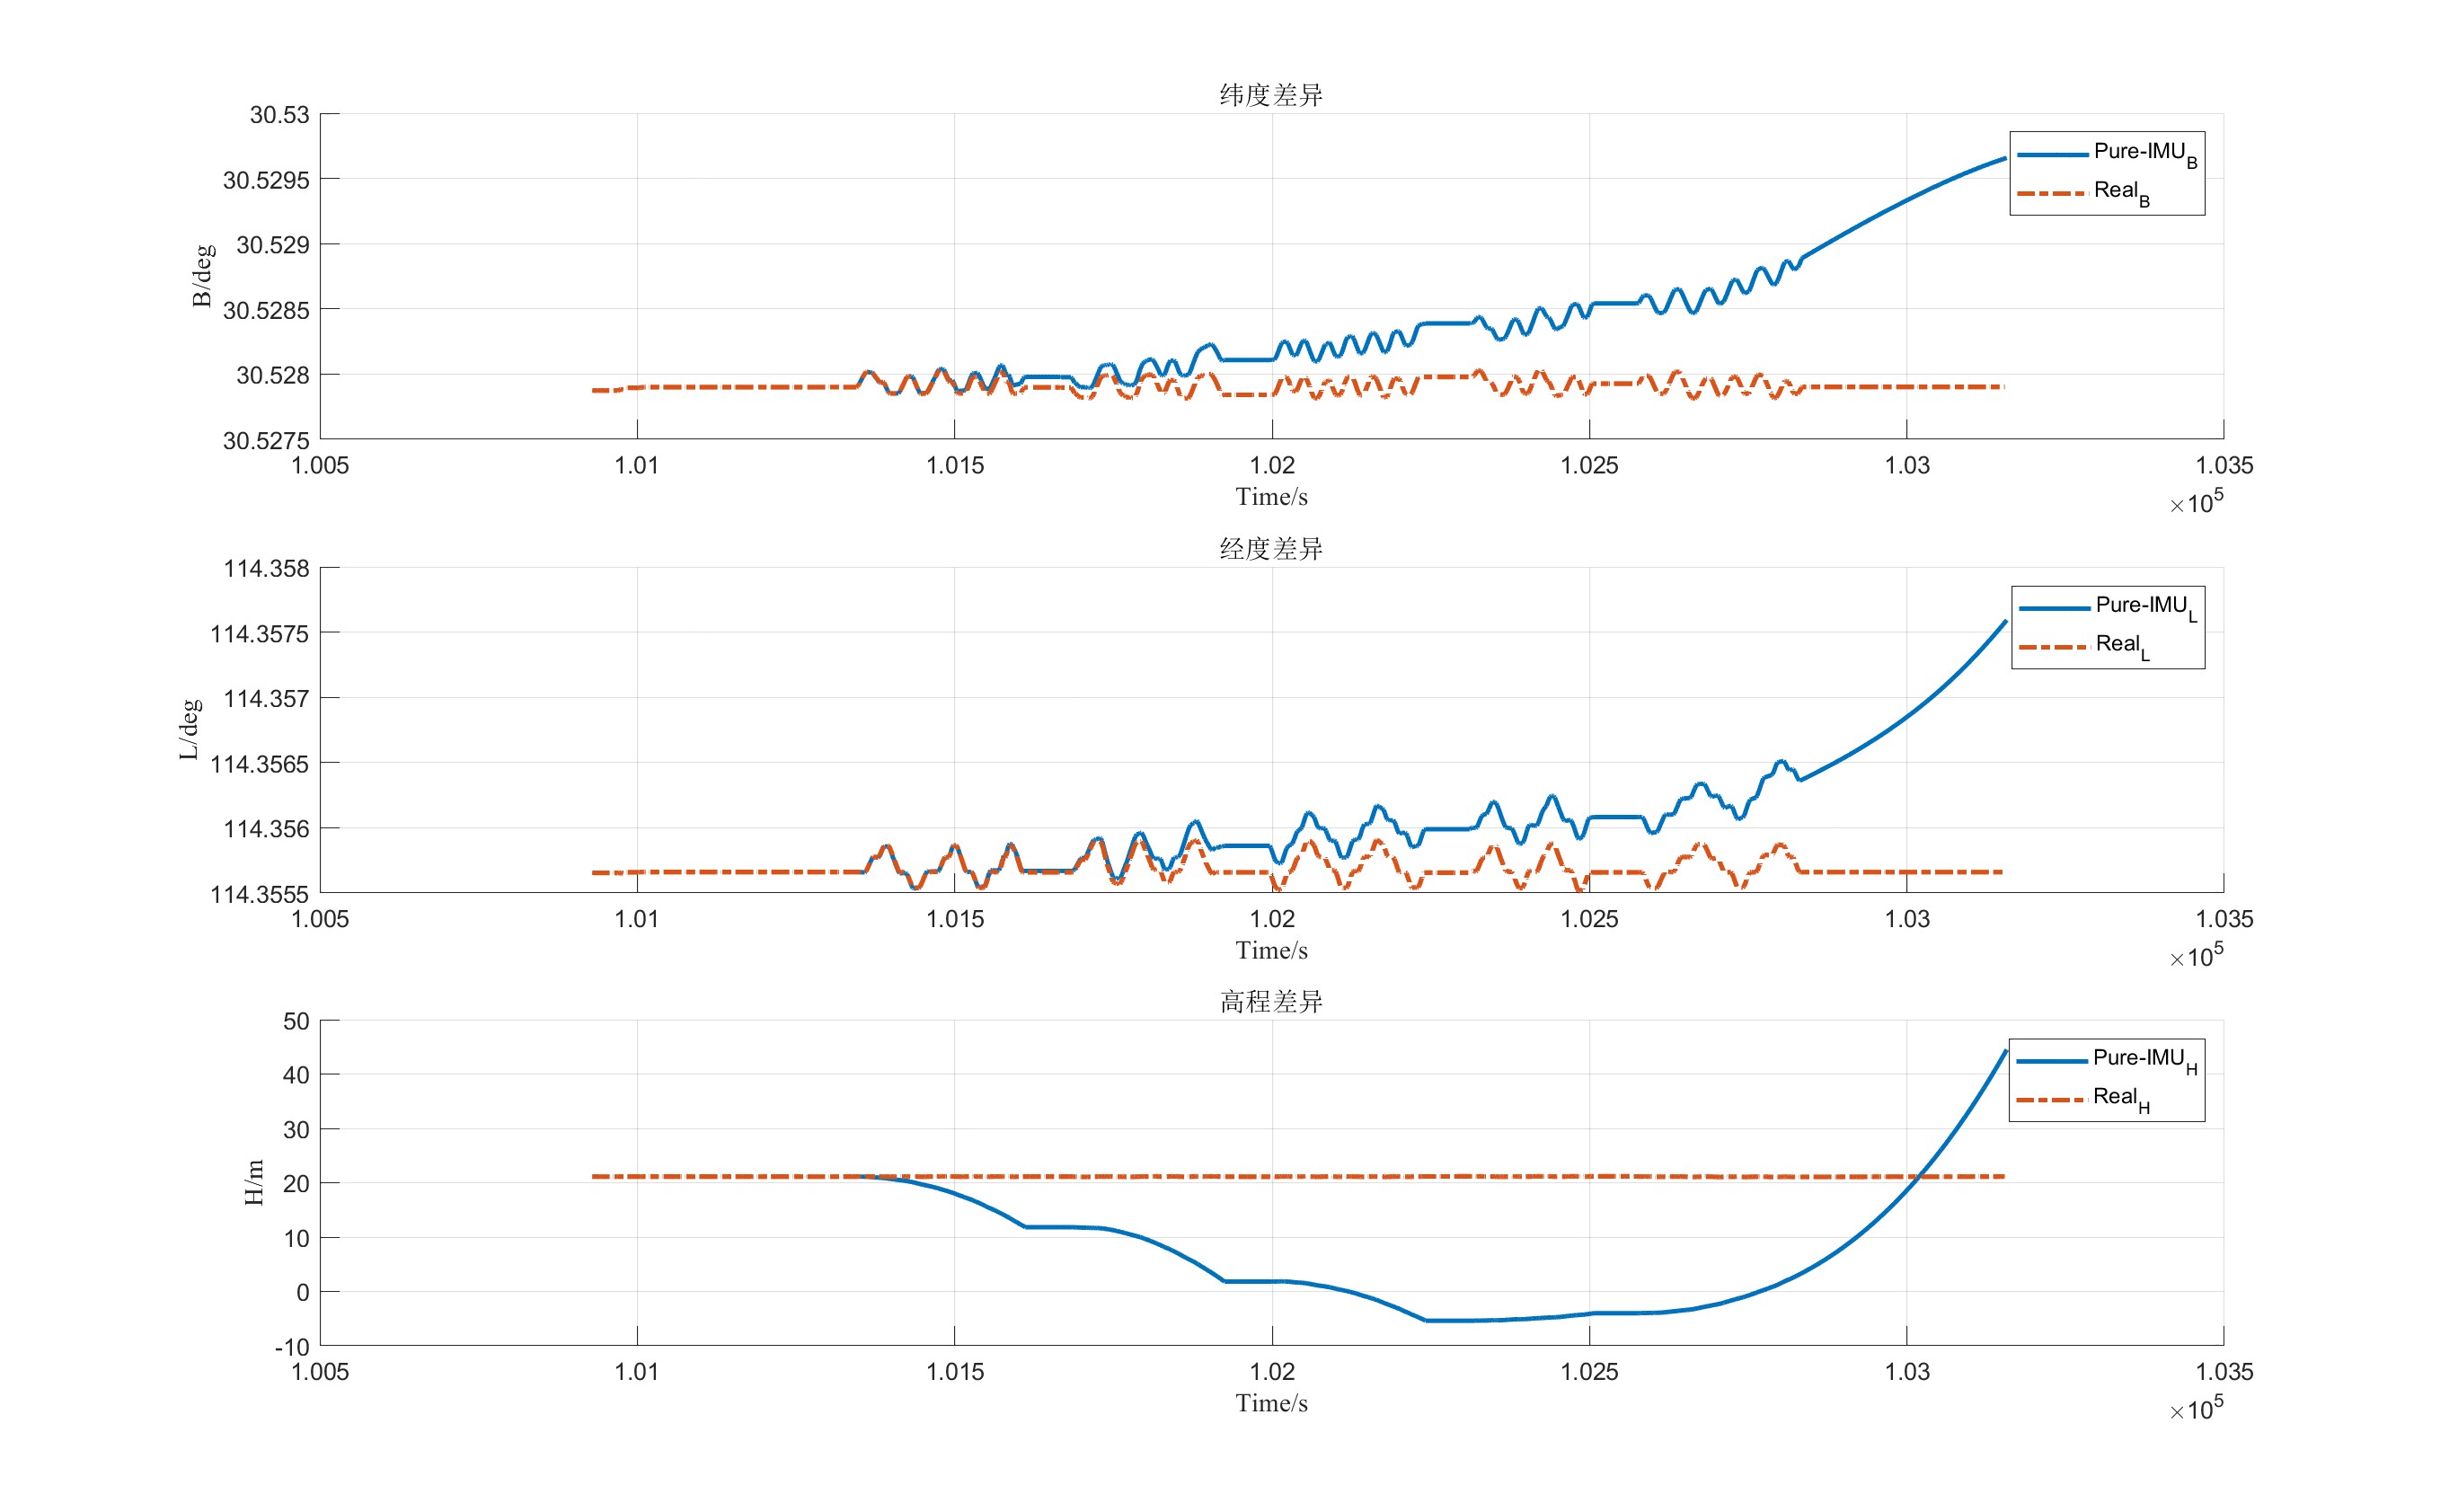 纬度差异
30.53
30.5295
30.529
30.5285
30.528
30.5275
B/deg
Pure-IMU_B
Real_B
1.005 1.01 1.015 1.02 1.025 1.03 1.035
Time/s
×10^5
经度差异
114.358
114.3575
114.357
114.3565
114.356
114.3555
L/deg
Pure-IMU_L
Real_L
1.005 1.01 1.015 1.02 1.025 1.03 1.035
Time/s
×10^5
高程差异
50
40
30
20
10
0
-10
H/m
Pure-IMU_H
Real_H
1.005 1.01 1.015 1.02 1.025 1.03 1.035
Time/s
×10^5